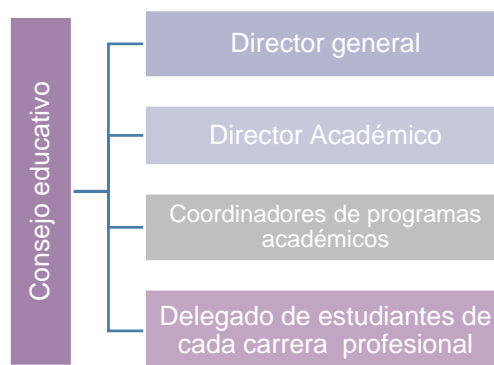 Consejo educativo
Director general
Director Académico
Coordinadores de programas
académicos
Delegado de estudiantes de
cada carrera profesional